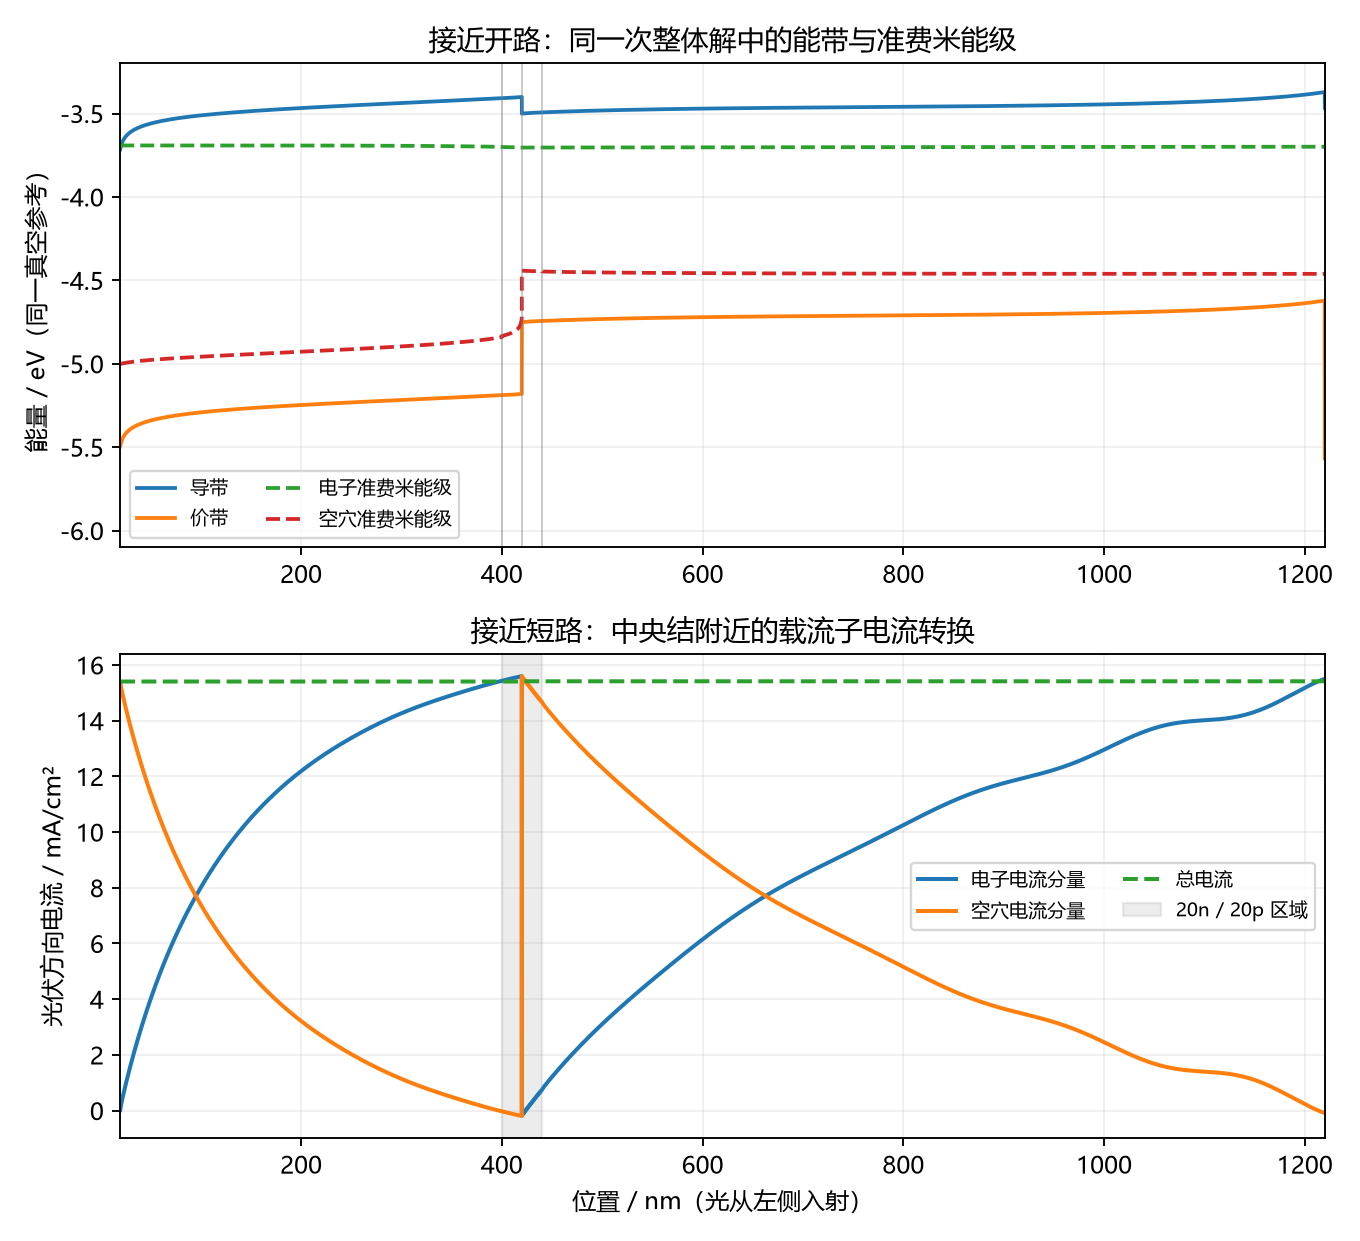 接近开路：同一次整体解中的能带与准费米能级
能量 / eV（同一真空参考）
-3.5
-4.0
-4.5
-5.0
-5.5
-6.0
导带
电子准费米能级
价带
空穴准费米能级
200
400
600
800
1000
1200
接近短路：中央结附近的载流子电流转换
光伏方向电流 / mA/cm²
16
14
12
10
8
6
4
2
0
电子电流分量
总电流
空穴电流分量
20n / 20p 区域
200
400
600
800
1000
1200
位置 / nm（光从左侧入射）